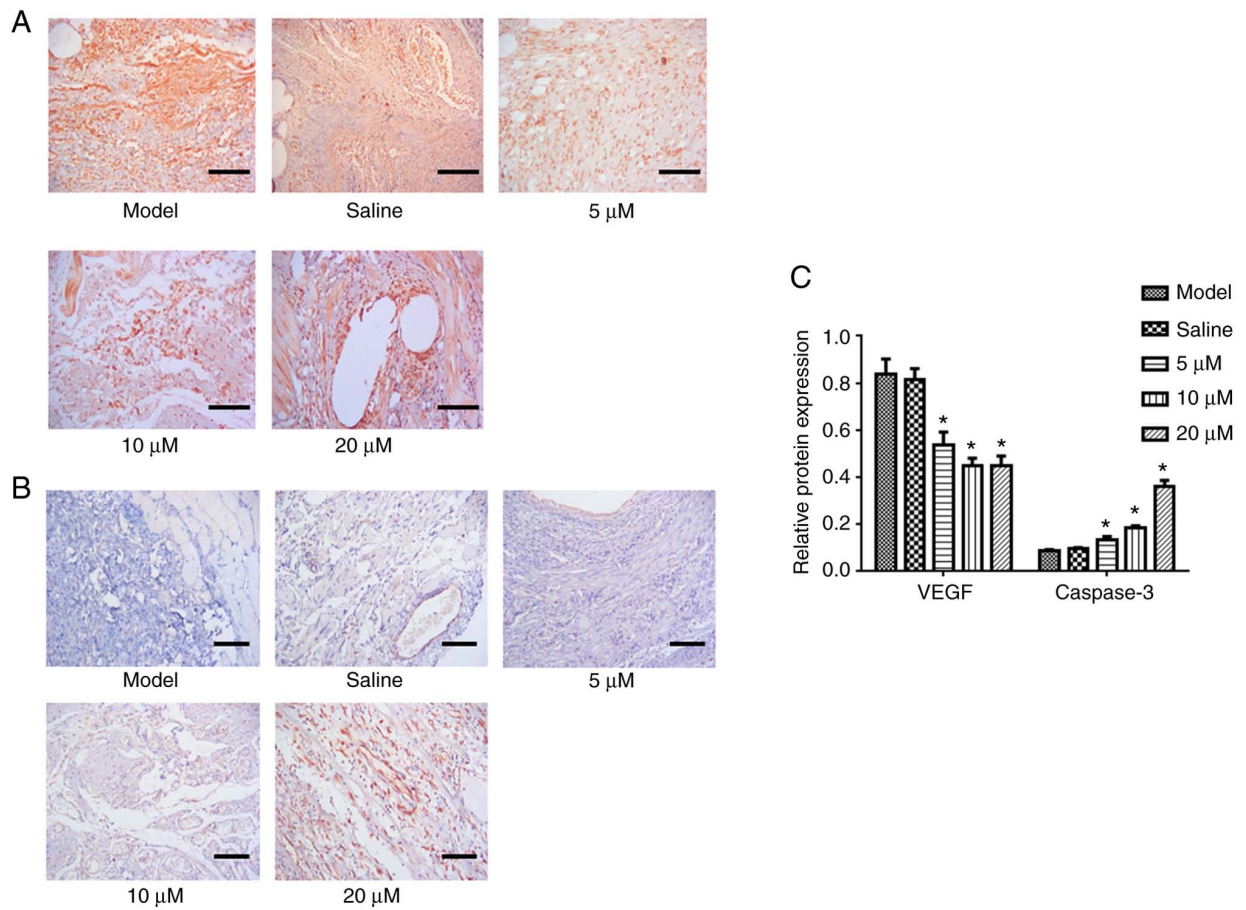 A
Model
Saline
5 μM
10 μM
20 μM
B
Model
Saline
5 μM
10 μM
20 μM
C
Model
Saline
5 μM
10 μM
20 μM
Relative protein expression
1.0
0.8
0.6
0.4
0.2
0.0
* * *
* * *
VEGF
Caspase-3